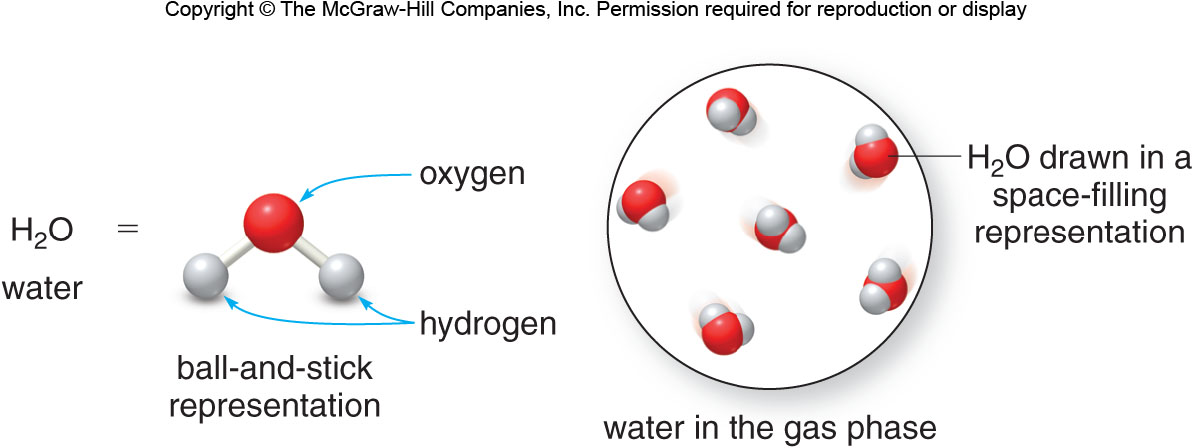 Copyright © The McGraw-Hill Companies, Inc. Permission required for reproduction or display
H₂O
=
water
oxygen
hydrogen
ball-and-stick
representation
H₂O drawn in a
space-filling
representation
water in the gas phase